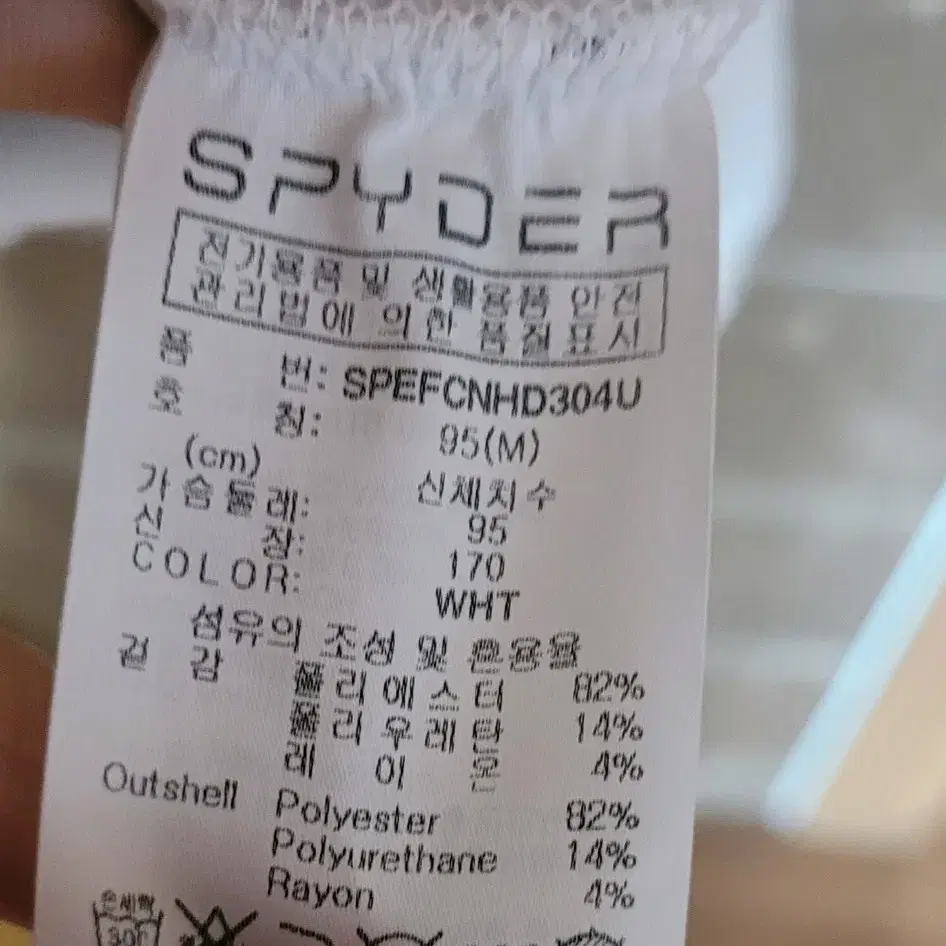 SPYDER
전기용품 및 생활용품 안전
관리법에 의한 품질표시
품 번: SPEFCNHD304U
호 칭: 95(M)
(cm) 신체치수
가슴둘레: 95
신 장: 170
COLOR: WHT
섬유의 조성 및 혼용율
겉 감 폴리에스터 82%
폴리우레탄 14%
레 이 온 4%
Outshell Polyester 82%
Polyurethane 14%
Rayon 4%
손세탁
30